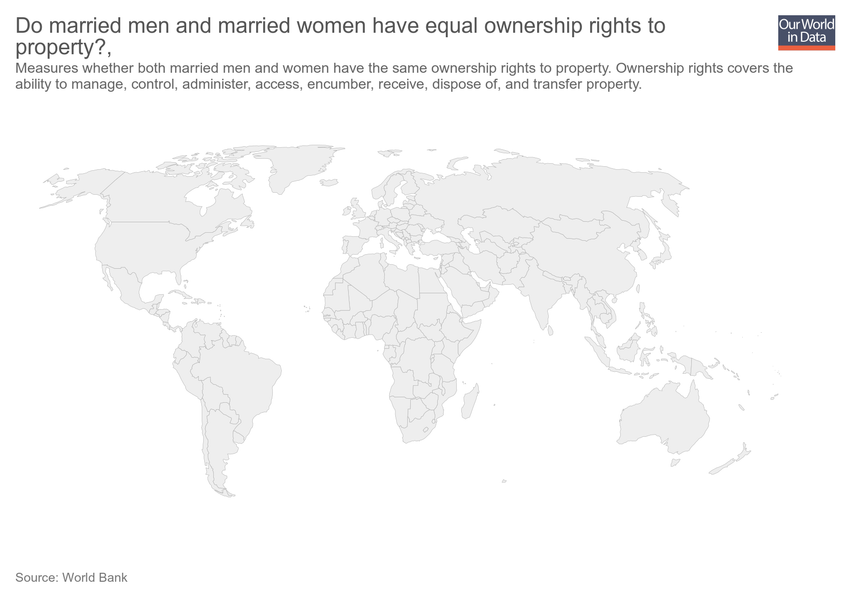 Do married men and married women have equal ownership rights to
property?,
Our World
in Data
Measures whether both married men and women have the same ownership rights to property. Ownership rights covers the
ability to manage, control, administer, access, encumber, receive, dispose of, and transfer property.
Source: World Bank